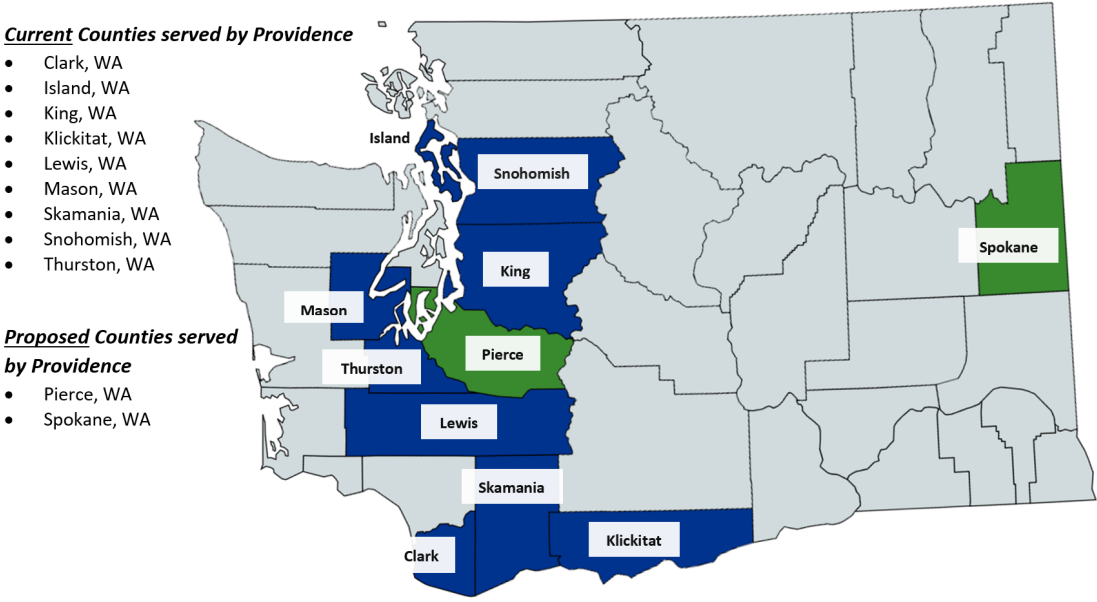 Current Counties served by Providence
• Clark, WA
• Island, WA
• King, WA
• Klickitat, WA
• Lewis, WA
• Mason, WA
• Skamania, WA
• Snohomish, WA
• Thurston, WA
Proposed Counties served
by Providence
• Pierce, WA
• Spokane, WA
Island
Snohomish
Spokane
King
Mason
Pierce
Thurston
Lewis
Skamania
Klickitat
Clark